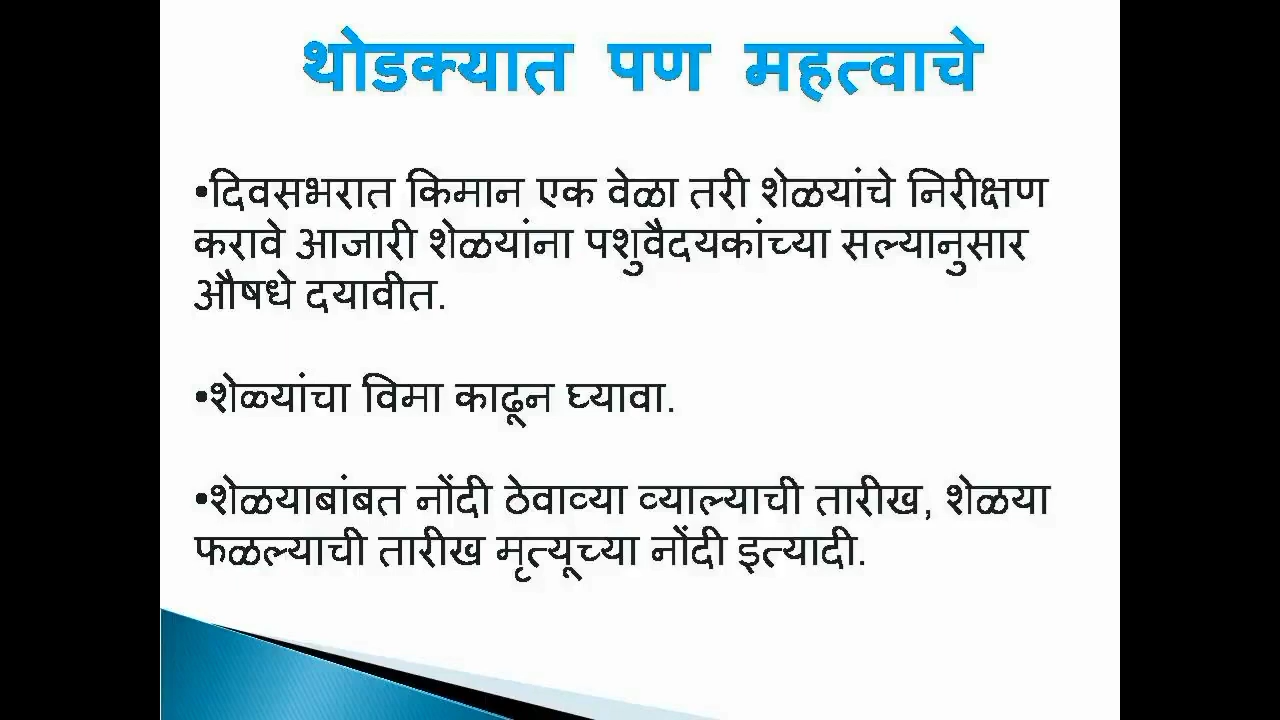 थोडक्यात पण महत्वाचे
•दिवसभरात किमान एक वेळा तरी शेळयांचे निरीक्षण
करावे आजारी शेळयांना पशुवैदयकांच्या सल्यानुसार
औषधे दयावीत.
•शेळ्यांचा विमा काढून घ्यावा.
•शेळयाबांबत नोंदी ठेवाव्या व्याल्याची तारीख, शेळया
फळल्याची तारीख मृत्यूच्या नोंदी इत्यादी.